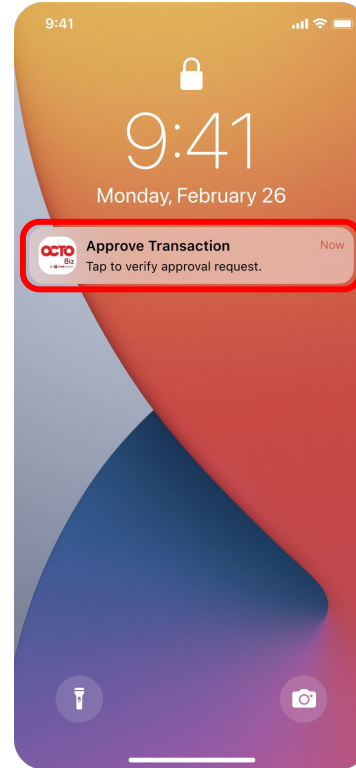 9:41
9:41
Monday, February 26
OCTO
Biz
Approve Transaction
Now
Tap to verify approval request.